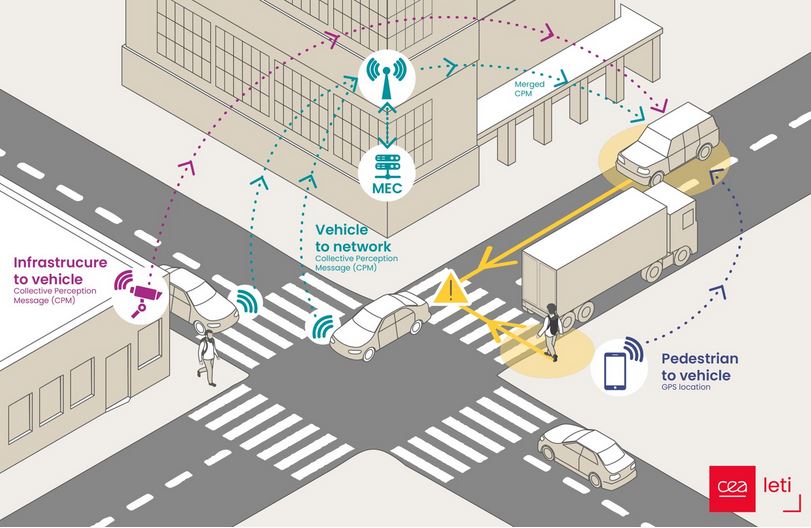 Merged
CPM
MEC
Vehicle
to network
Collective Perception
Message (CPM)
Infrastrucure
to vehicle
Collective Perception
Message (CPM)
Pedestrian
to vehicle
GPS location
cea leti